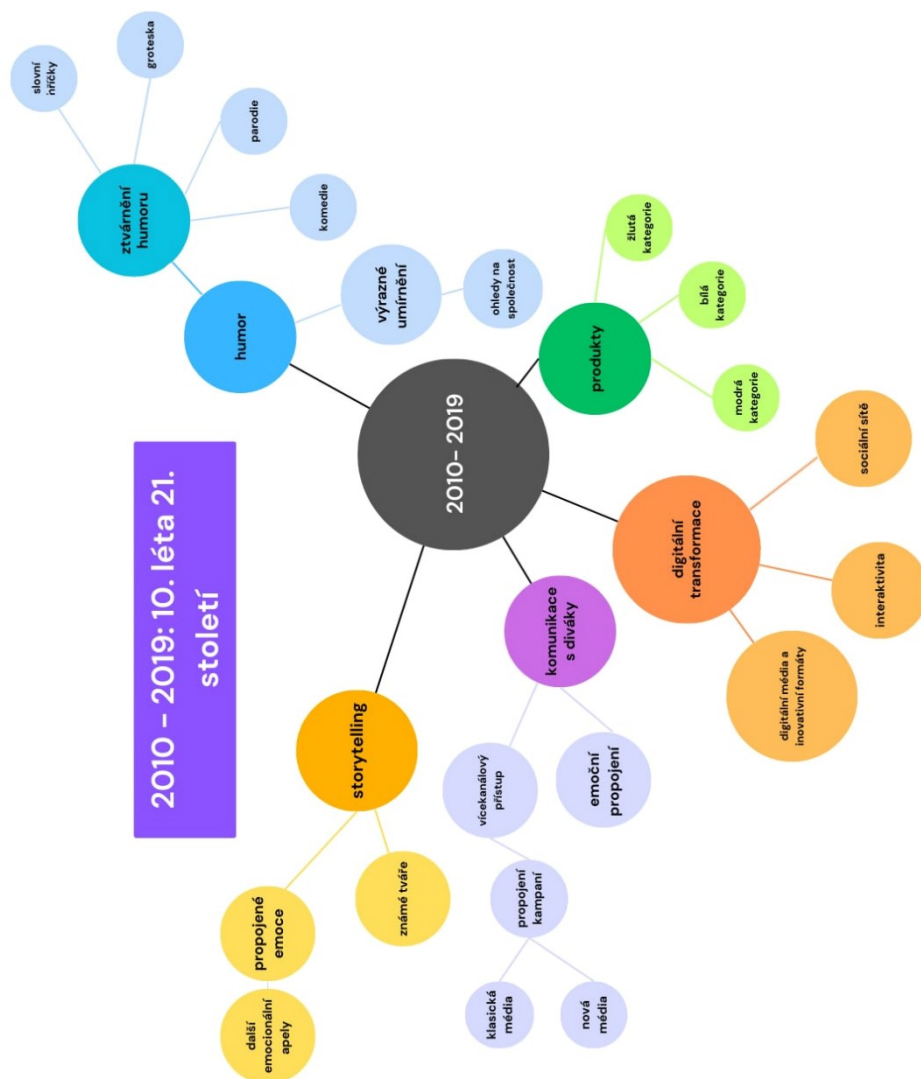 2010 – 2019: 10. léta 21.
století
2010– 2019
storytelling
propojené
emoce
další
emocionální
apely
známé tváře
humor
ztvárnění
humoru
slovní
groteska
parodie
komedie
výrazné
umírnění
ohledy na
společnost
produkty
žlutá
kategorie
bílá
kategorie
modrá
kategorie
digitální
transformace
sociální sítě
interaktivita
digitální média a
inovativní formáty
komunikace
s diváky
vícekanálový
přístup
emoční
propojení
propojení
kampaní
klasická
média
nová
média